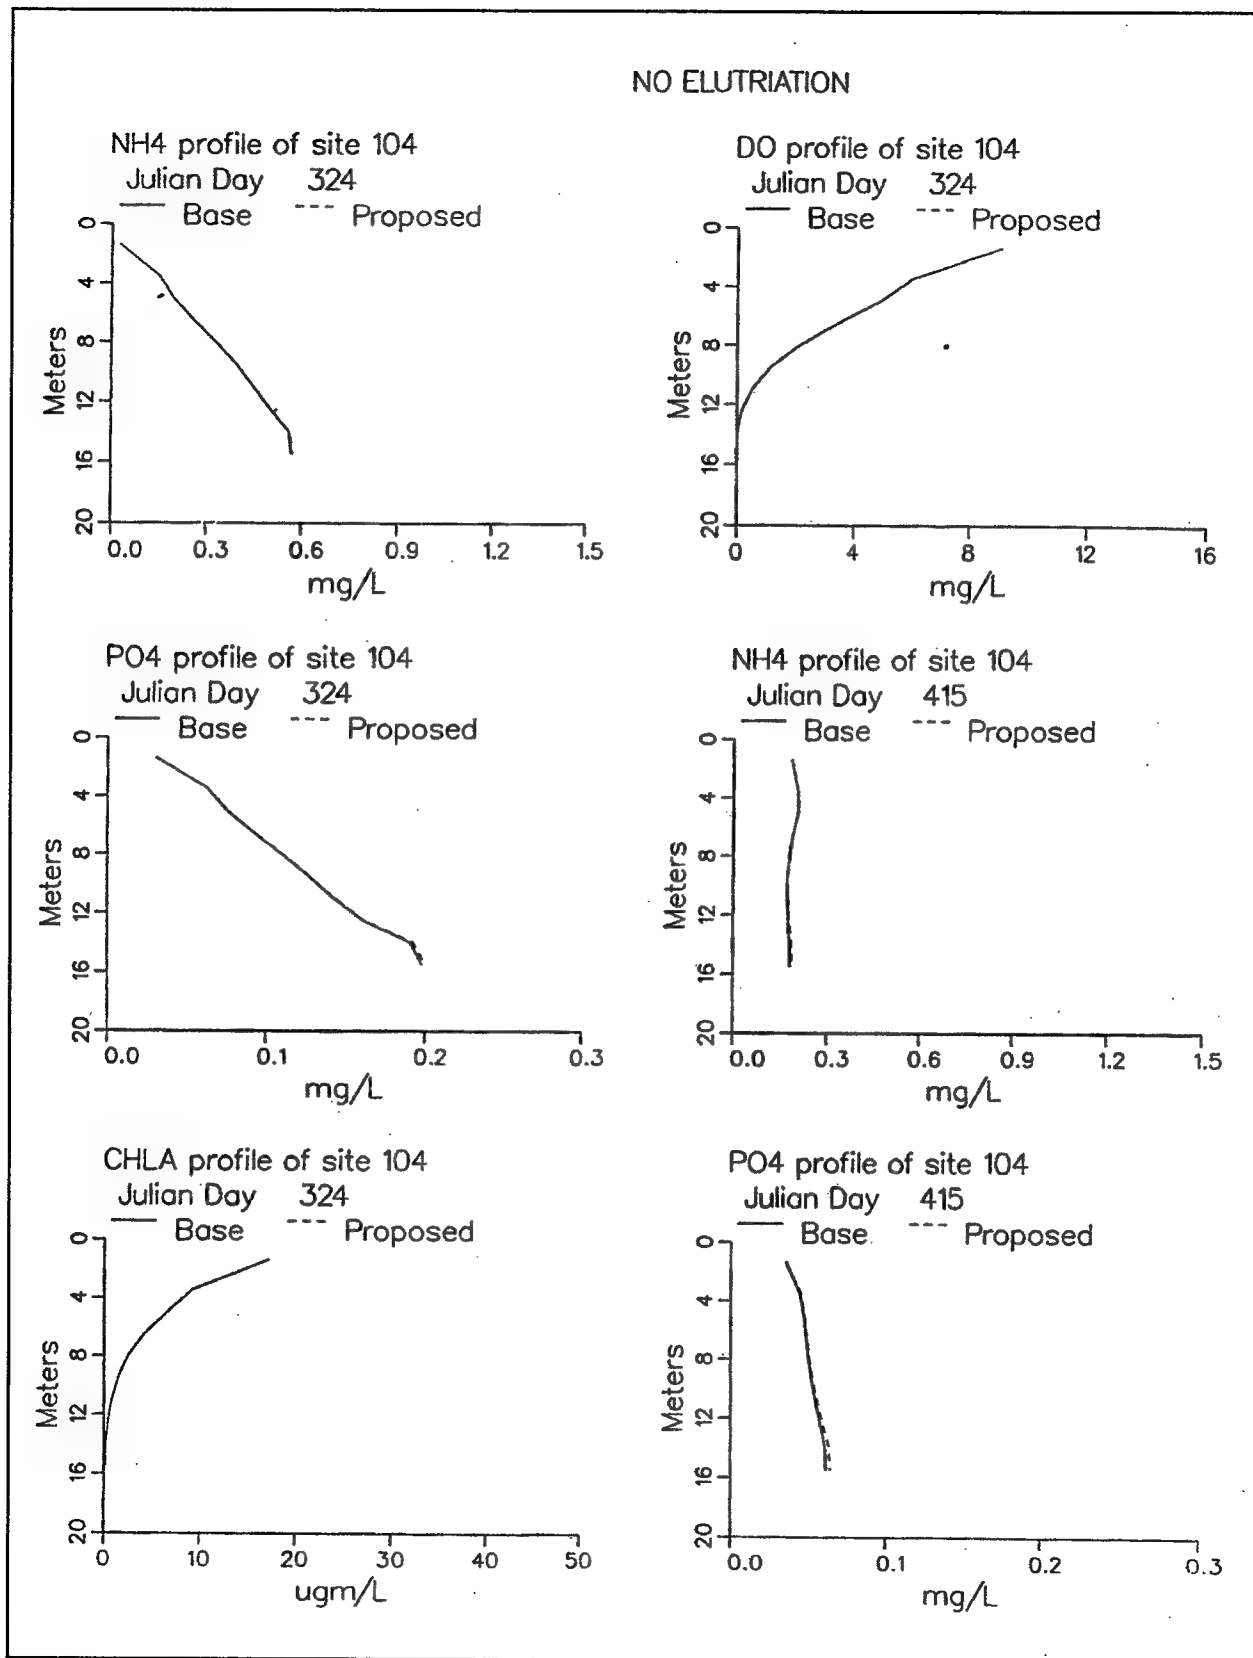 NO ELUTRIATION
NH4 profile of site 104
Julian Day 324
Base Proposed
0
4
8
12
16
20
Meters
0.0 0.3 0.6 0.9 1.2 1.5
mg/L
DO profile of site 104
Julian Day 324
Base Proposed
0
4
8
12
16
20
Meters
0 4 8 12 16
mg/L
PO4 profile of site 104
Julian Day 324
Base Proposed
0
4
8
12
16
20
Meters
0.0 0.1 0.2 0.3
mg/L
NH4 profile of site 104
Julian Day 415
Base Proposed
0
4
8
12
16
20
Meters
0.0 0.3 0.6 0.9 1.2 1.5
mg/L
CHLA profile of site 104
Julian Day 324
Base Proposed
0
4
8
12
16
20
Meters
0 10 20 30 40 50
ugm/L
PO4 profile of site 104
Julian Day 415
Base Proposed
0
4
8
12
16
20
Meters
0.0 0.1 0.2 0.3
mg/L